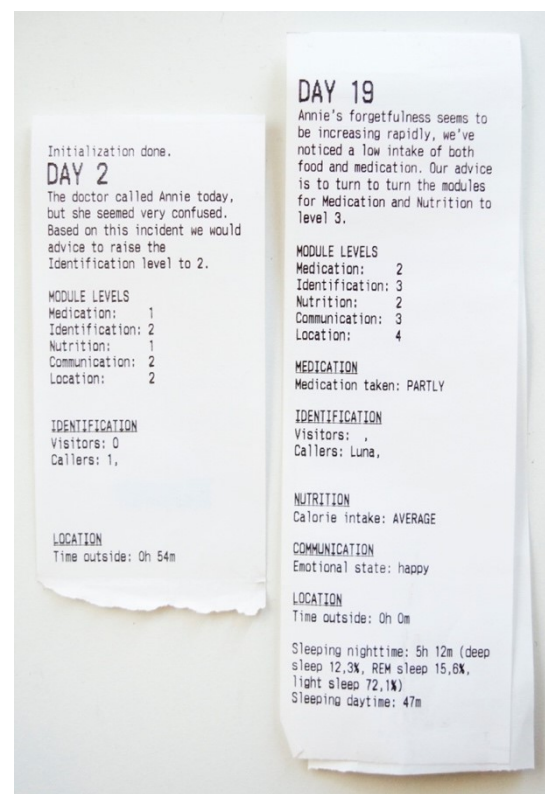 Initialization done.
DAY 2
The doctor called Annie today,
but she seemed very confused.
Based on this incident we would
advice to raise the
Identification level to 2.
MODULE LEVELS
Medication: 1
Identification: 2
Nutrition: 1
Communication: 2
Location: 2
IDENTIFICATION
Visitors: 0
Callers: 1,
LOCATION
Time outside: 0h 54m
DAY 19
Annie's forgetfulness seems to
be increasing rapidly, we've
noticed a low intake of both
food and medication. Our advice
is to turn to turn the modules
for Medication and Nutrition to
level 3.
MODULE LEVELS
Medication: 2
Identification: 3
Nutrition: 2
Communication: 3
Location: 4
MEDICATION
Medication taken: PARTLY
IDENTIFICATION
Visitors: ,
Callers: Luna,
NUTRITION
Calorie intake: AVERAGE
COMMUNICATION
Emotional state: happy
LOCATION
Time outside: 0h 0m
Sleeping nighttime: 5h 12m (deep
sleep 12,3%, REM sleep 15,6%,
light sleep 72,1%)
Sleeping daytime: 47m